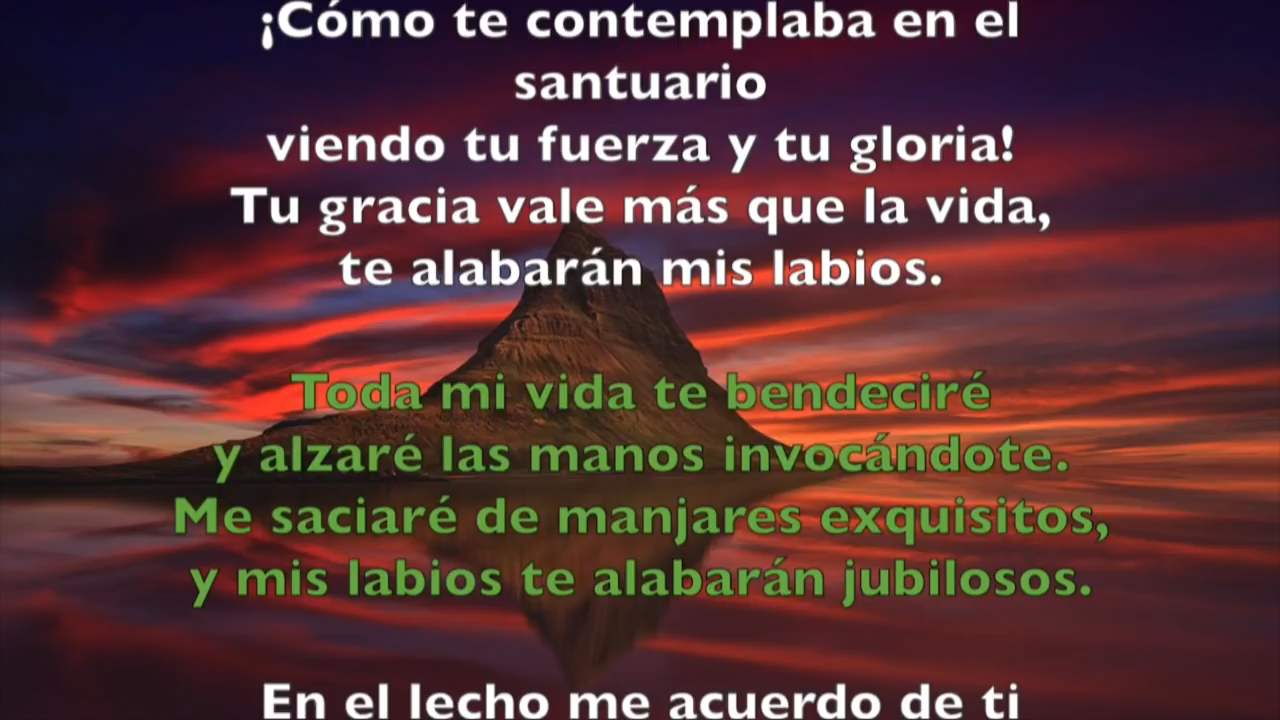 ¡Cómo te contemplaba en el
santuario
viendo tu fuerza y tu gloria!
Tu gracia vale más que la vida,
te alabarán mis labios.
Toda mi vida te bendeciré
y alzaré las manos invocándote.
Me saciaré de manjares exquisitos,
y mis labios te alabarán jubilosos.
En el lecho me acuerdo de ti